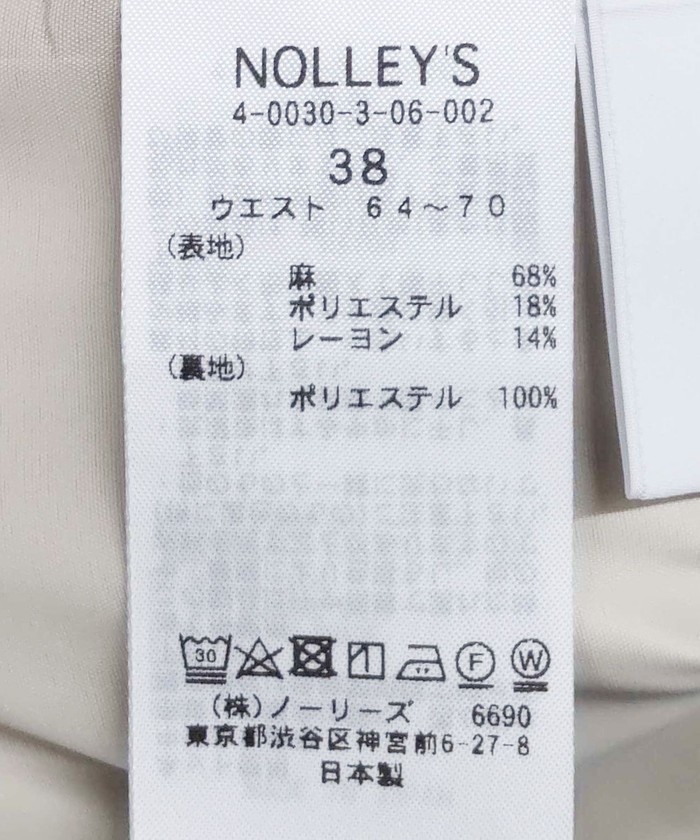 NOLLEY'S
4-0030-3-06-002
38
ウエスト 64~70
(表地)
麻 68%
ポリエステル 18%
レーヨン 14%
(裏地)
ポリエステル 100%
30 F W
(株)ノーリーズ 6690
東京都渋谷区神宮前6-27-8
日本製